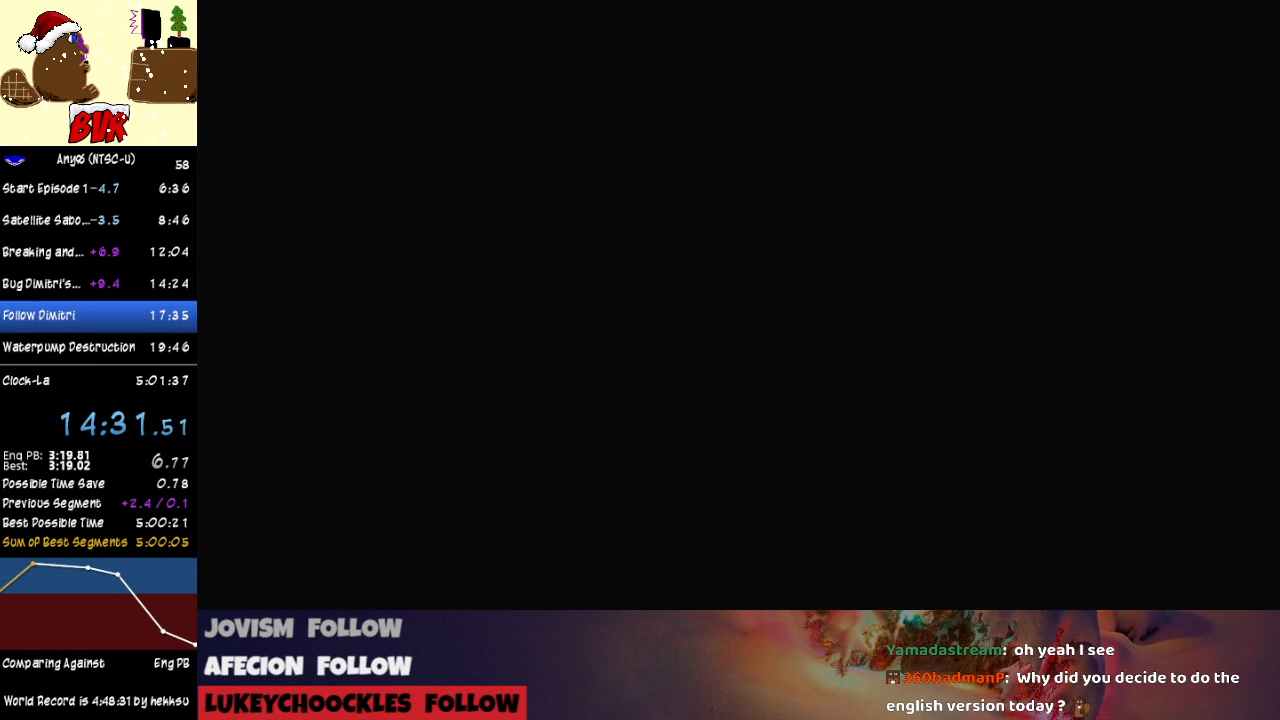 BVR
Any% (NTSC-U) 58
Start Episode 1 -4.7 6:36
Satellite Sabo... -3.5 8:46
Breaking and... +6.9 12:04
Bug Dimitri's... +9.4 14:24
Follow Dimitri 17:35
Waterpump Destruction 19:46
Clock-La 5:01:37
14:31.51
Eng PB: 3:19.81
Best: 3:19.02
6.77
Possible Time Save 0.78
Previous Segment +2.4 / 0.1
Best Possible Time 5:00:21
Sum of Best Segments 5:00:05
Comparing Against Eng PB
World Record is 4:48:31 by hekksu
JOVISM FOLLOW
AFECION FOLLOW
LUKEYCHOOCKLES FOLLOW
Yamadastream: oh yeah I see
360badmanP: Why did you decide to do the
english version today ?